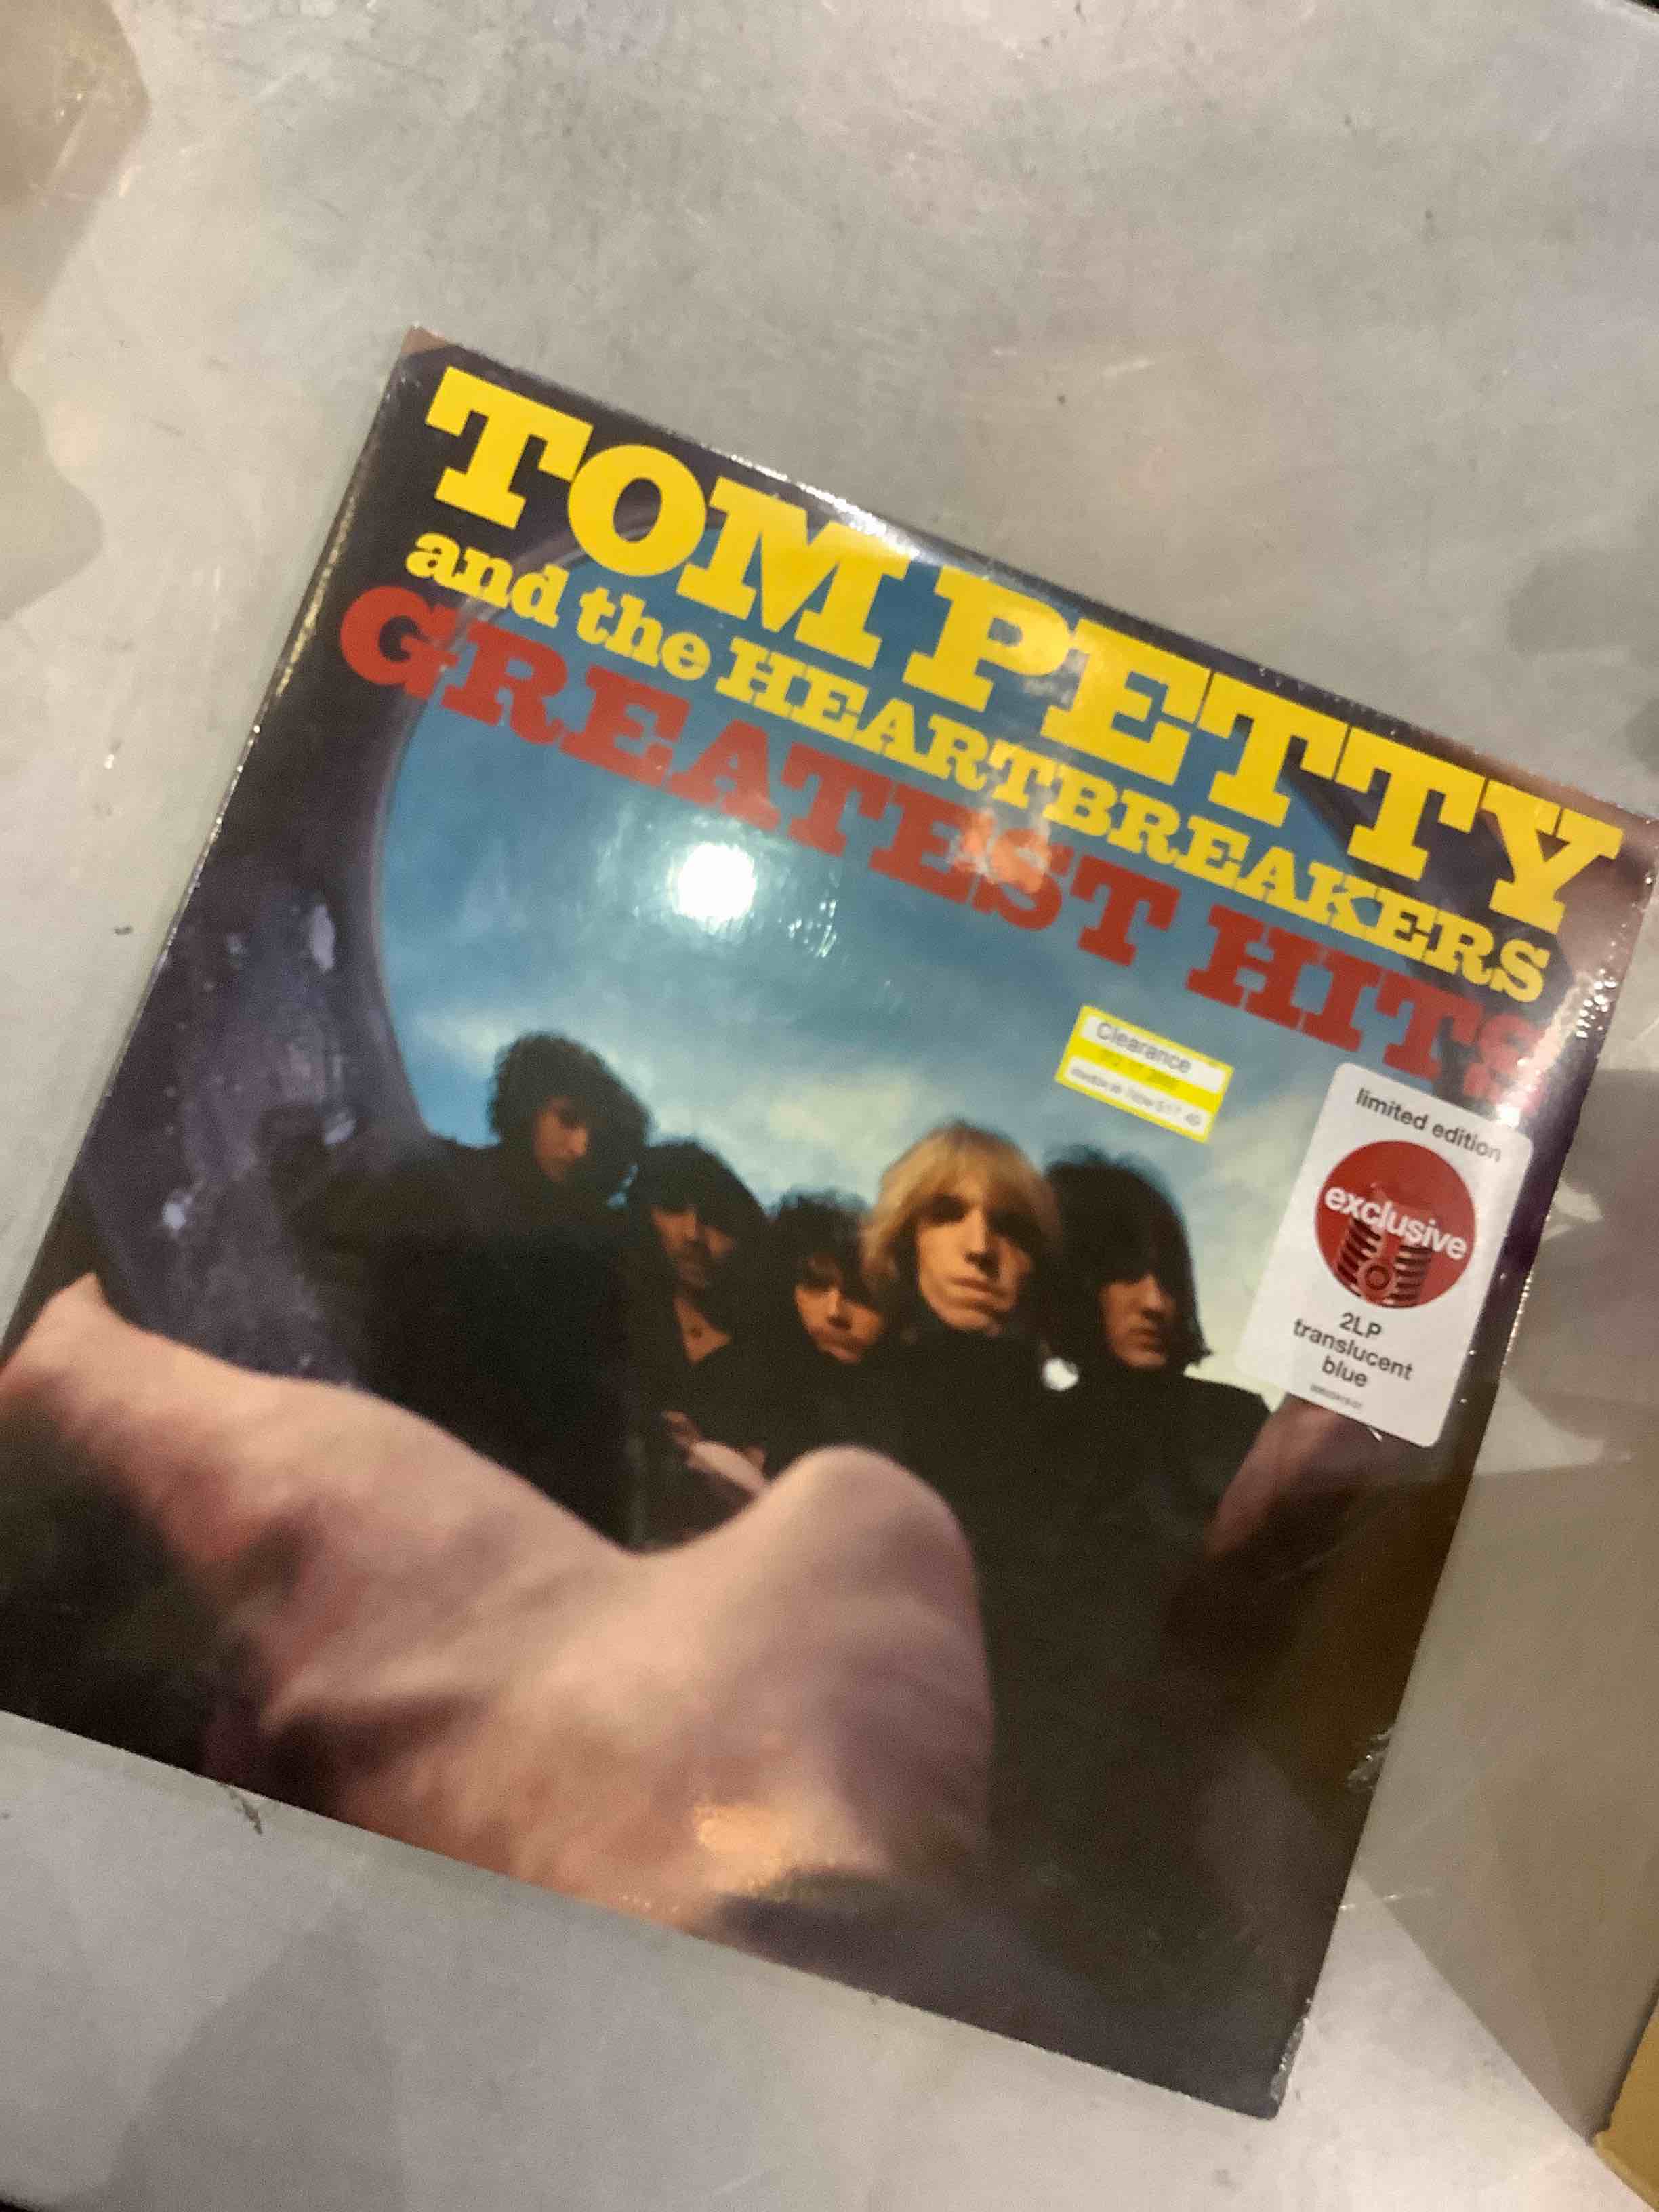 TOM PETTY
and the HEARTBREAKERS
GREATEST HITS
Clearance
limited edition
exclusive
2LP
translucent
blue